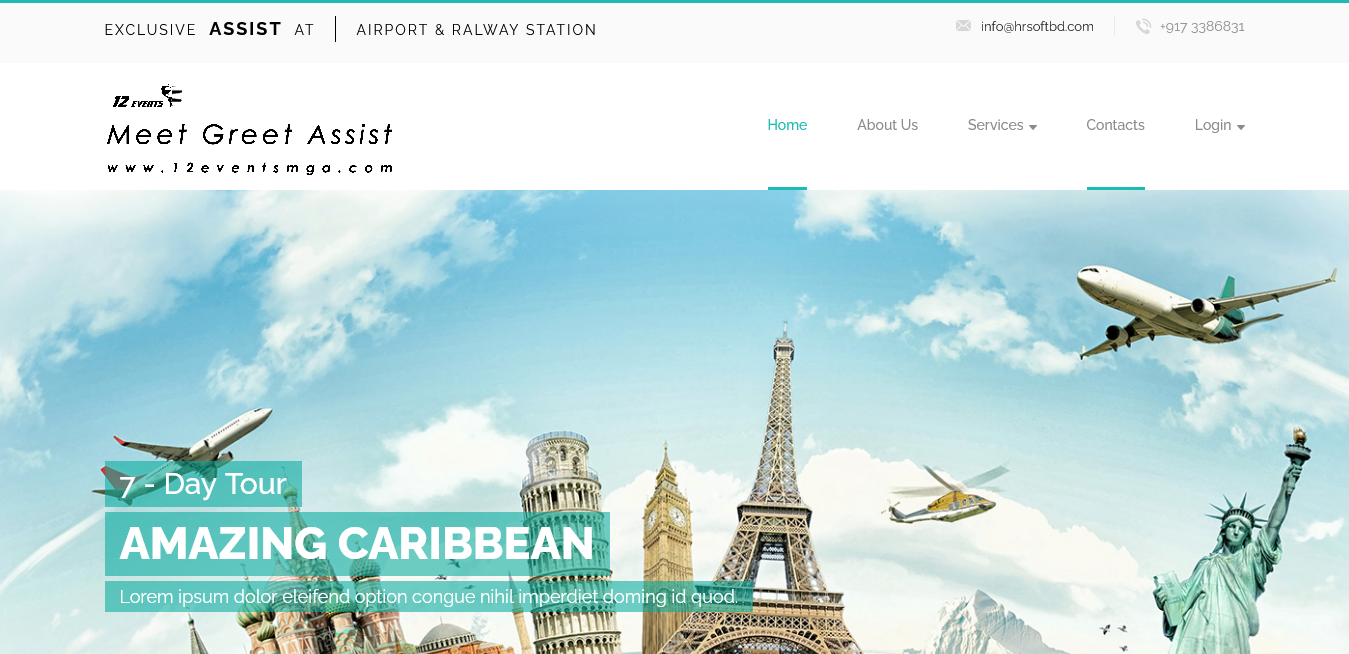 EXCLUSIVE ASSIST AT | AIRPORT & RALWAY STATION
info@hrsoftbd.com
+917 3386831
12 EVENTS
Meet Greet Assist
www.12eventsmga.com
Home About Us Services Contacts Login
7 - Day Tour
AMAZING CARIBBEAN
Lorem ipsum dolor eleifend option congue nihil imperdiet doming id quod.